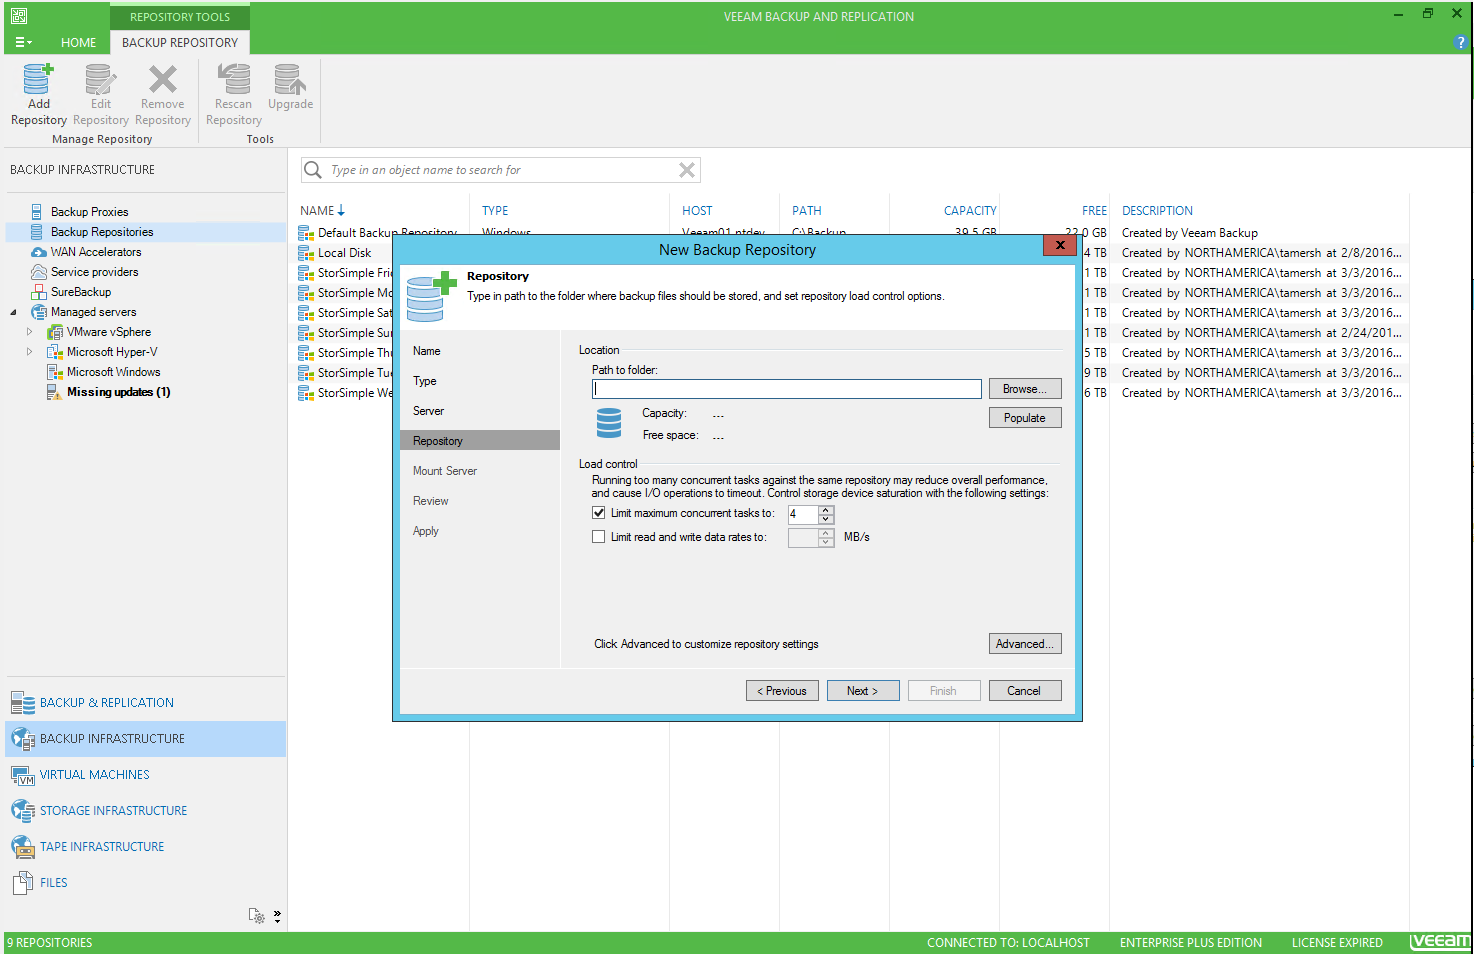 REPOSITORY TOOLS
VEEAM BACKUP AND REPLICATION
HOME
BACKUP REPOSITORY
?
Add Repository
Edit Repository
Remove Repository
Rescan Repository
Upgrade
Manage Repository
Tools
BACKUP INFRASTRUCTURE
Type in an object name to search for
Backup Proxies
Backup Repositories
WAN Accelerators
Service providers
SureBackup
Managed servers
VMware vSphere
Microsoft Hyper-V
Microsoft Windows
Missing updates (1)
NAME TYPE HOST PATH CAPACITY FREE DESCRIPTION
Default Backup Repository Windows Veeam01.ntdev C:\Backup 39.5 GB 22.0 GB Created by Veeam Backup
Local Disk 4 TB Created by NORTHAMERICA\tamersh at 2/8/2016...
StorSimple Fri 1 TB Created by NORTHAMERICA\tamersh at 3/3/2016...
StorSimple Mo 1 TB Created by NORTHAMERICA\tamersh at 3/3/2016...
StorSimple Sat 1 TB Created by NORTHAMERICA\tamersh at 3/3/2016...
StorSimple Sun 1 TB Created by NORTHAMERICA\tamersh at 2/24/201...
StorSimple Thu 5 TB Created by NORTHAMERICA\tamersh at 3/3/2016...
StorSimple Tue 9 TB Created by NORTHAMERICA\tamersh at 3/3/2016...
StorSimple We 6 TB Created by NORTHAMERICA\tamersh at 3/3/2016...
New Backup Repository
x
Repository
Type in path to the folder where backup files should be stored, and set repository load control options.
Name
Type
Server
Repository
Mount Server
Review
Apply
Location
Path to folder:
Browse...
Capacity: ---
Populate
Free space: ---
Load control
Running too many concurrent tasks against the same repository may reduce overall performance,
and cause I/O operations to timeout. Control storage device saturation with the following settings:
Limit maximum concurrent tasks to: 4
Limit read and write data rates to: MB/s
Click Advanced to customize repository settings
Advanced...
< Previous
Next >
Finish
Cancel
BACKUP & REPLICATION
BACKUP INFRASTRUCTURE
VM
VIRTUAL MACHINES
STORAGE INFRASTRUCTURE
TAPE INFRASTRUCTURE
FILES
9 REPOSITORIES
CONNECTED TO: LOCALHOST
ENTERPRISE PLUS EDITION
LICENSE EXPIRED
veeam